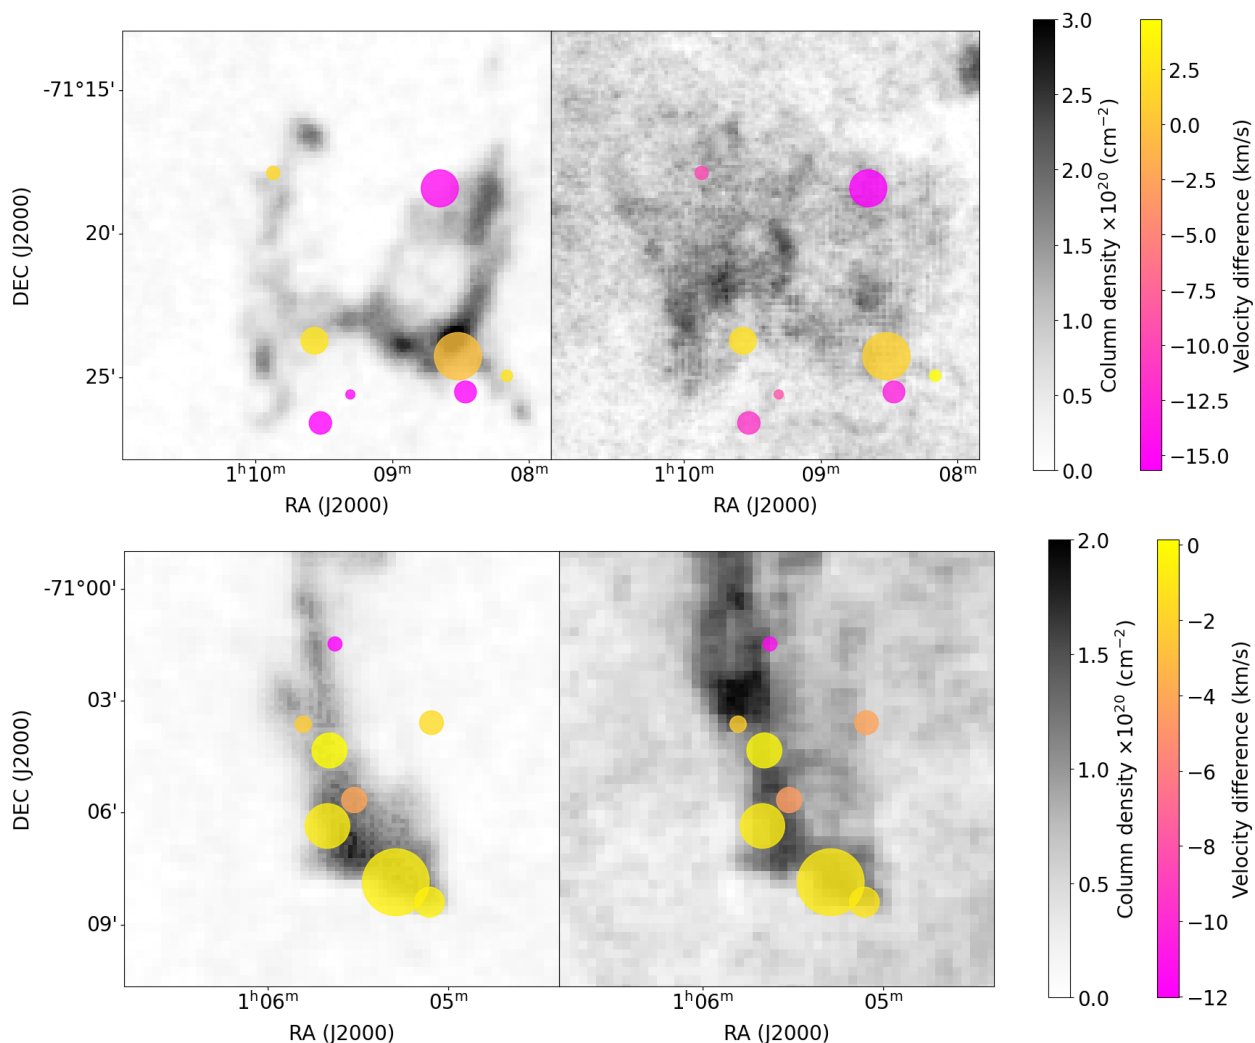 -71°15'
20'
25'
DEC (J2000)
1ʰ10ᵐ
09ᵐ
08ᵐ
RA (J2000)
1ʰ10ᵐ
09ᵐ
08ᵐ
RA (J2000)
3.0
2.5
2.0
1.5
1.0
0.5
0.0
Column density ×10²⁰ (cm⁻²)
2.5
0.0
−2.5
−5.0
−7.5
−10.0
−12.5
−15.0
Velocity difference (km/s)
-71°00'
03'
06'
09'
DEC (J2000)
1ʰ06ᵐ
05ᵐ
RA (J2000)
1ʰ06ᵐ
05ᵐ
RA (J2000)
2.0
1.5
1.0
0.5
0.0
Column density ×10²⁰ (cm⁻²)
0
−2
−4
−6
−8
−10
−12
Velocity difference (km/s)